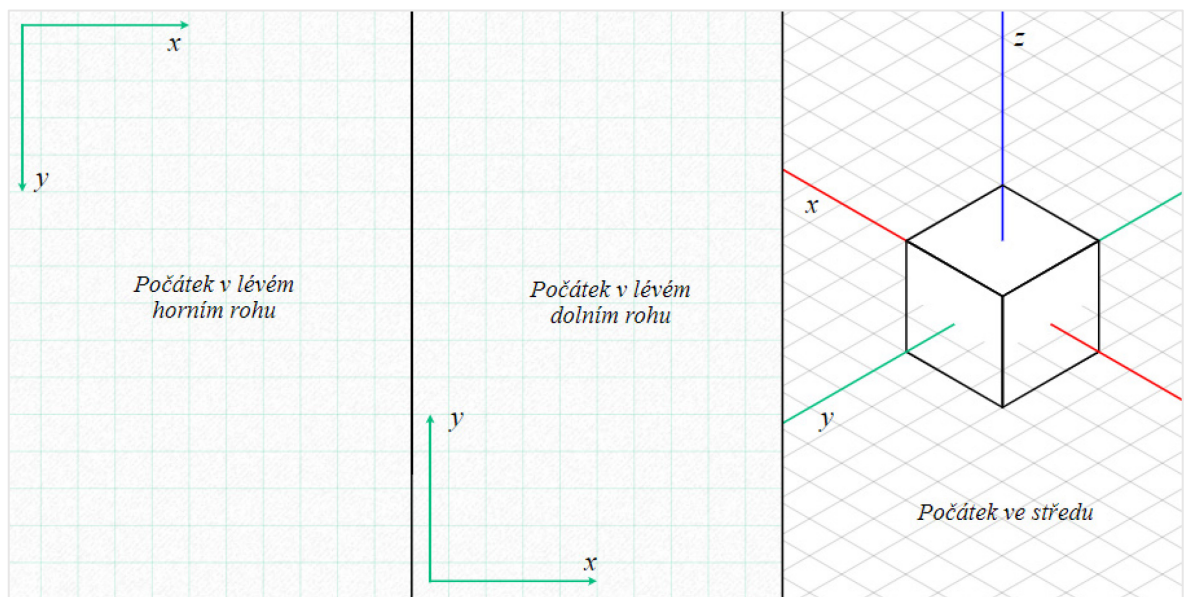 x
y
Počátek v lévém
horním rohu
Počátek v lévém
dolním rohu
y
x
z
x
y
Počátek ve středu